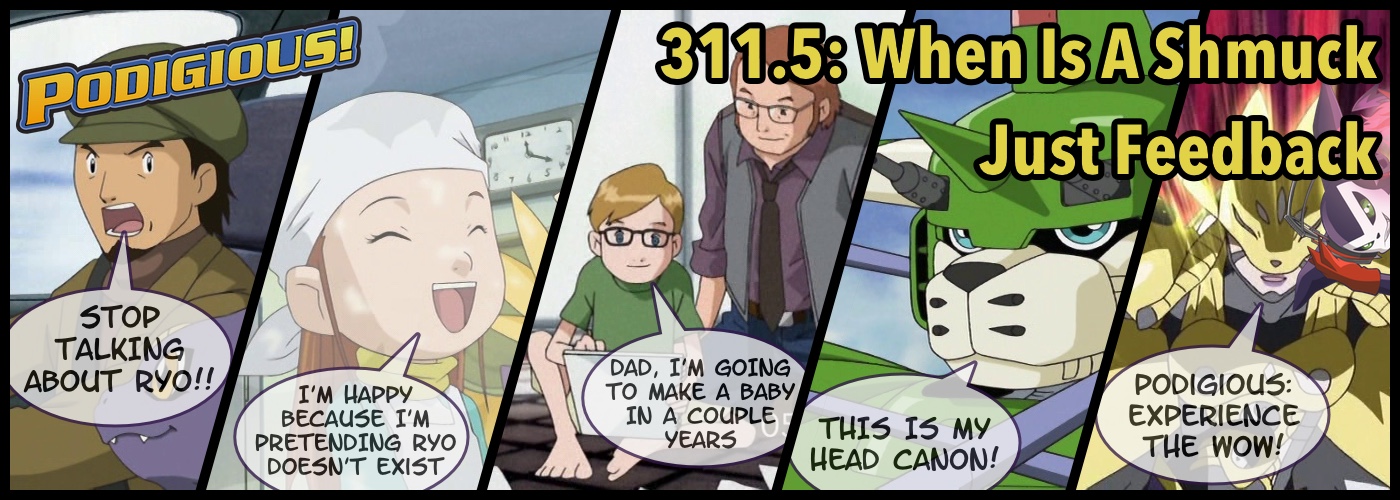 PODIGIOUS!
311.5: When Is A Shmuck
Just Feedback
STOP
TALKING
ABOUT RYO!!
I'M HAPPY
BECAUSE I'M
PRETENDING RYO
DOESN'T EXIST
DAD, I'M GOING
TO MAKE A BABY
IN A COUPLE
YEARS
THIS IS MY
HEAD CANON!
PODIGIOUS:
EXPERIENCE
THE WOW!